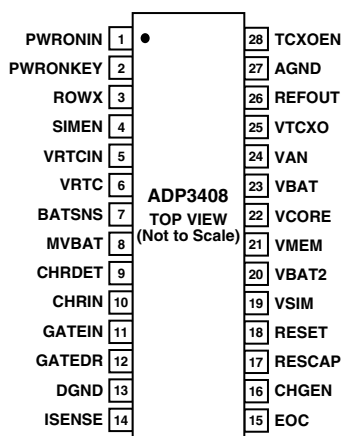 PWRONIN 1
PWRONKEY 2
ROWX 3
SIMEN 4
VRTCIN 5
VRTC 6
BATSNS 7
MVBAT 8
CHRDET 9
CHRIN 10
GATEIN 11
GATEDR 12
DGND 13
ISENSE 14
ADP3408
TOP VIEW
(Not to Scale)
28 TCXOEN
27 AGND
26 REFOUT
25 VTCXO
24 VAN
23 VBAT
22 VCORE
21 VMEM
20 VBAT2
19 VSIM
18 RESET
17 RESCAP
16 CHGEN
15 EOC